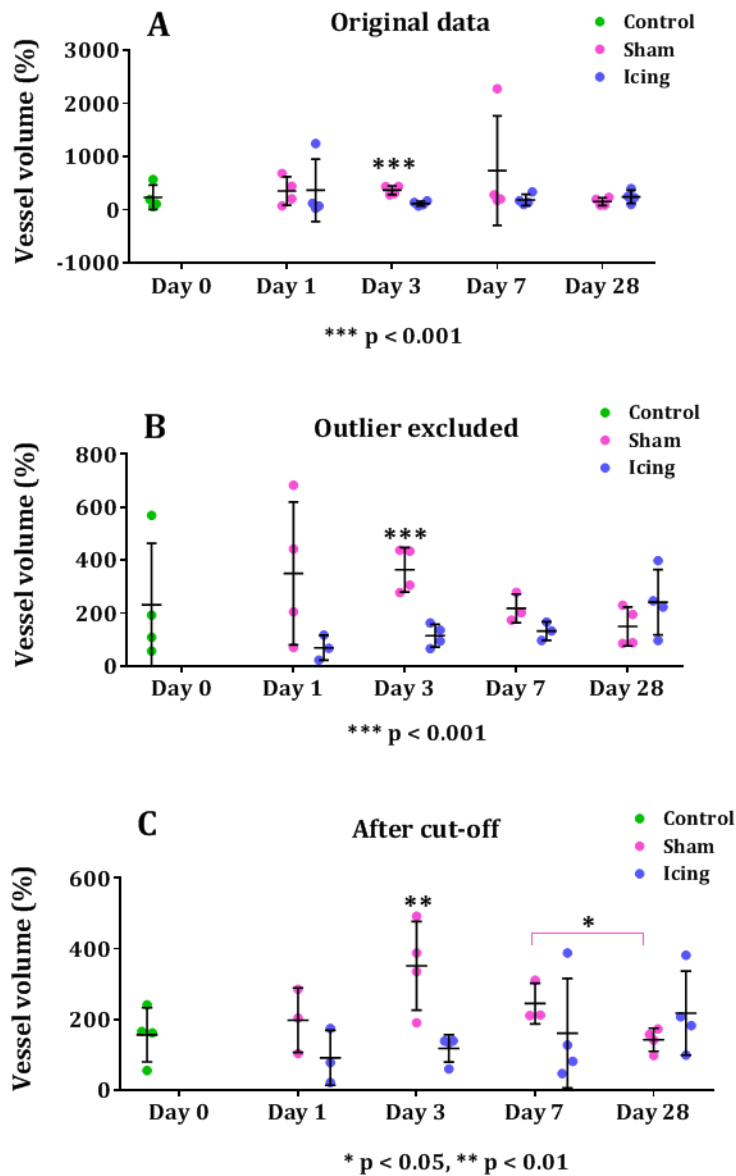 A
Original data
Control
Sham
Icing
Vessel volume (%)
3000
2000
1000
0
-1000
***
Day 0
Day 1
Day 3
Day 7
Day 28
*** p < 0.001
B
Outlier excluded
Control
Sham
Icing
Vessel volume (%)
800
600
400
200
0
***
Day 0
Day 1
Day 3
Day 7
Day 28
*** p < 0.001
C
After cut-off
Control
Sham
Icing
Vessel volume (%)
600
400
200
0
**
*
Day 0
Day 1
Day 3
Day 7
Day 28
* p < 0.05, ** p < 0.01